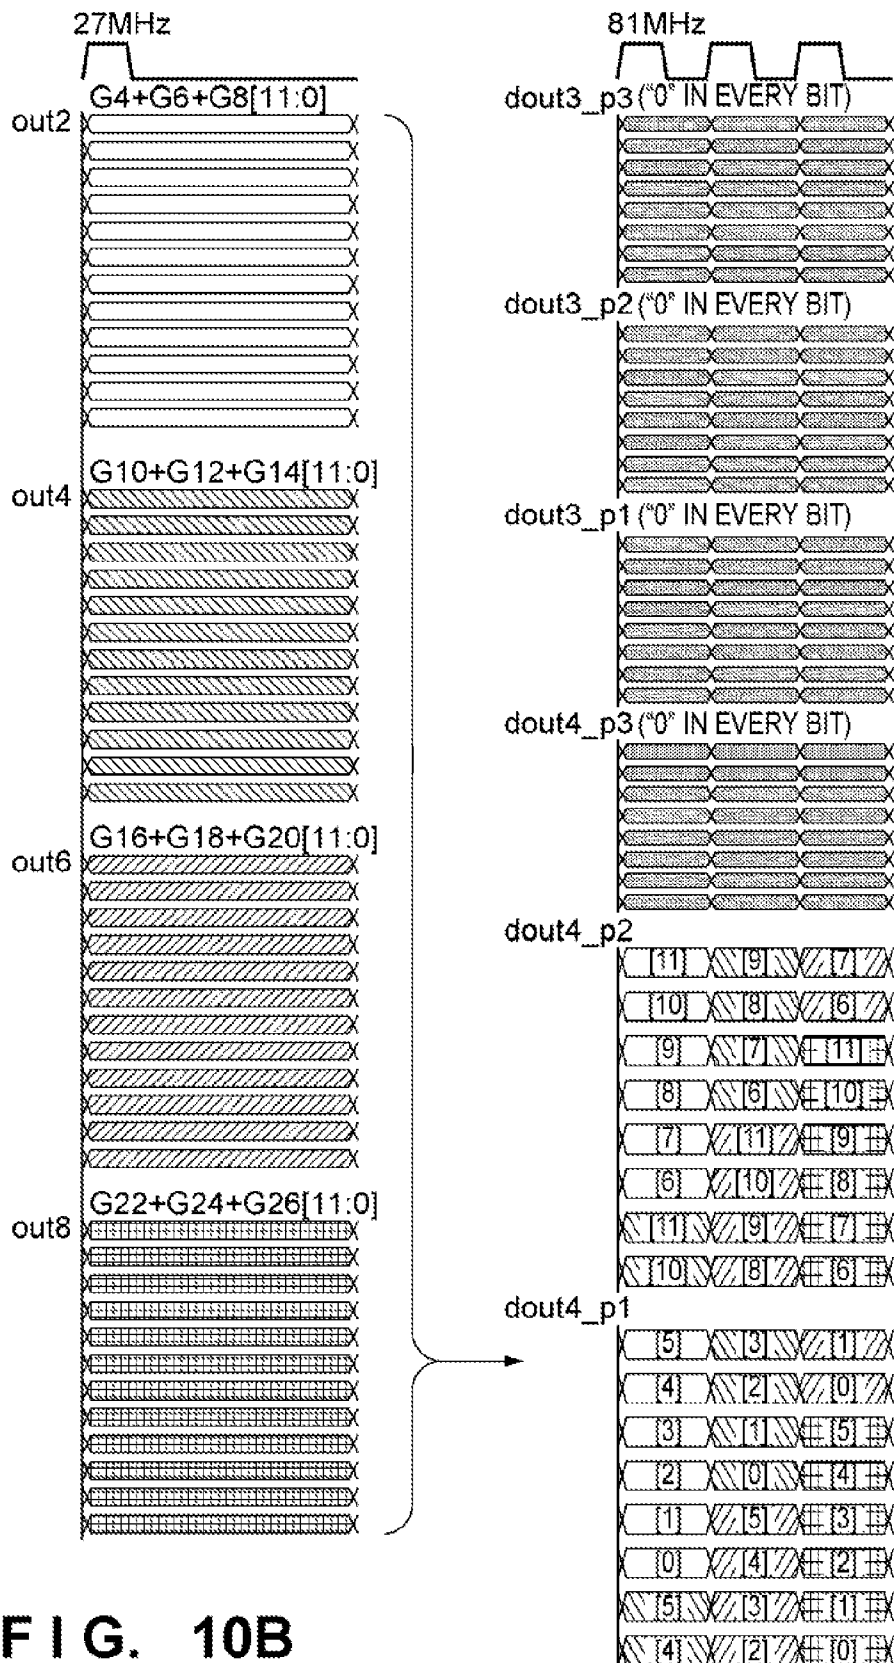 27MHz
G4+G6+G8[11:0]
out2
G10+G12+G14[11:0]
out4
G16+G18+G20[11:0]
out6
G22+G24+G26[11:0]
out8
81MHz
dout3_p3 ("0" IN EVERY BIT)
dout3_p2 ("0" IN EVERY BIT)
dout3_p1 ("0" IN EVERY BIT)
dout4_p3 ("0" IN EVERY BIT)
dout4_p2
[11] [9] [7]
[10] [8] [6]
[9] [7] [11]
[8] [6] [10]
[7] [11] [9]
[6] [10] [8]
[11] [9] [7]
[10] [8] [6]
dout4_p1
[5] [3] [1]
[4] [2] [0]
[3] [1] [5]
[2] [0] [4]
[1] [5] [3]
[0] [4] [2]
[5] [3] [1]
[4] [2] [0]
FIG. 10B